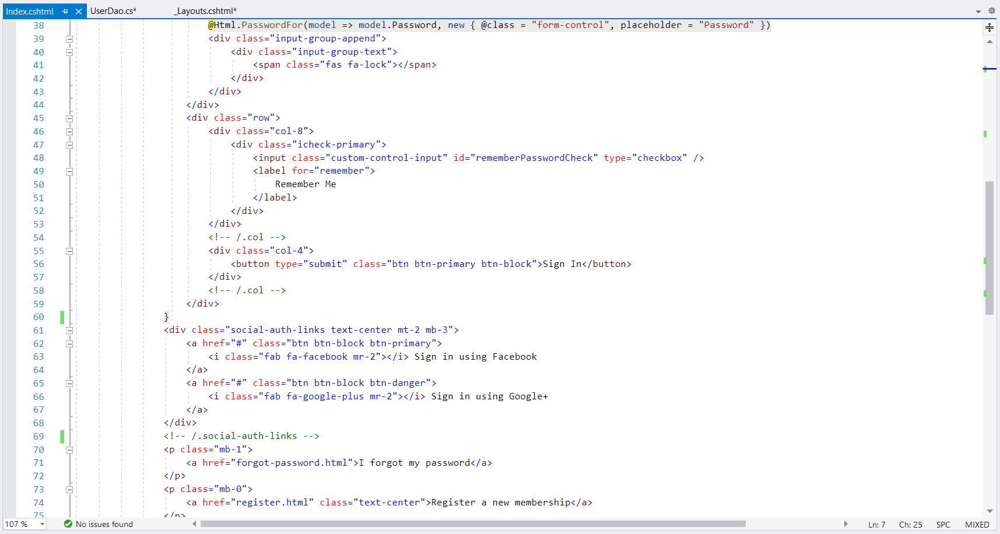 Index.cshtml UserDao.cs* _Layouts.cshtml*
38 @Html.PasswordFor(model => model.Password, new { @class = "form-control", placeholder = "Password" })
39 <div class="input-group-append">
40 <div class="input-group-text">
41 <span class="fas fa-lock"></span>
42 </div>
43 </div>
44 </div>
45 <div class="row">
46 <div class="col-8">
47 <div class="icheck-primary">
48 <input class="custom-control-input" id="rememberPasswordCheck" type="checkbox" />
49 <label for="remember">
50 Remember Me
51 </label>
52 </div>
53 </div>
54 <!-- /.col -->
55 <div class="col-4">
56 <button type="submit" class="btn btn-primary btn-block">Sign In</button>
57 </div>
58 <!-- /.col -->
59 </div>
60 }
61 <div class="social-auth-links text-center mt-2 mb-3">
62 <a href="#" class="btn btn-block btn-primary">
63 <i class="fab fa-facebook mr-2"></i> Sign in using Facebook
64 </a>
65 <a href="#" class="btn btn-block btn-danger">
66 <i class="fab fa-google-plus mr-2"></i> Sign in using Google+
67 </a>
68 </div>
69 <!-- /.social-auth-links -->
70 <p class="mb-1">
71 <a href="forgot-password.html">I forgot my password</a>
72 </p>
73 <p class="mb-0">
74 <a href="register.html" class="text-center">Register a new membership</a>
75 </p>
107 % No issues found Ln: 7 Ch: 25 SPC MIXED